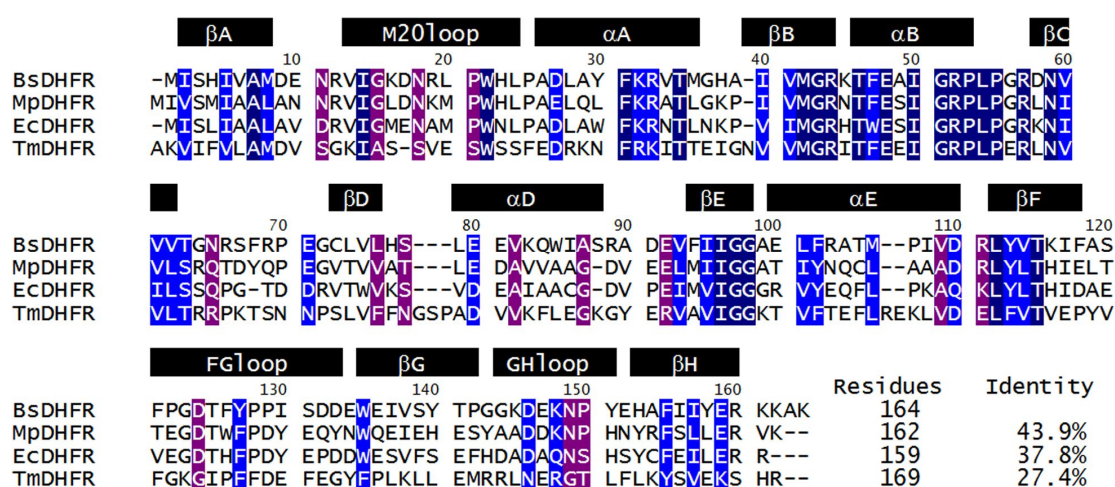 βA M20loop αA βB αB βC
10 20 30 40 50 60
BsDHFR -MISHIVAMDE NRVIGKDNRL PWHLPADLAY FKRVTMGHA-I VMGRKTFEAI GRPLPGRDNV
MpDHFR MIVSMIAALAN NRVIGLDNKM PWHLPAELQL FKRATLGKP-I VMGRNTFESI GRPLPGRLNI
EcDHFR -MISLIAALAV DRVIGMENAM PWNLPADLAW FKRNTLNKP-V IMGRHTWESI GRPLPGRKNI
TmDHFR AKVIFVLAMDV SGKIAS-SVE SWSSFEDRKN FRKITTEIGNV VMGRITFEEI GRPLPERLNV
βD αD βE αE βF
70 80 90 100 110 120
BsDHFR VVTGNRSFRP EGCLVLHS---LE EVKQWIASRA DEVFIIGGAE LFRATM--PIVD RLYVTKIFAS
MpDHFR VLSRQTDYQP EGVTVVAT---LE DAVVAAG-DV EELMIIGGAT IYNQCL--AAAD RLYLTHIELT
EcDHFR ILSSQPG-TD DRVTWVKS---VD EAIAACG-DV PEIMVIGGGR VYEQFL--PKAQ KLYLTHIDAE
TmDHFR VLTRRPKTSN NPSLVFFNGSPAD VVKFLEGKGY ERVAVIGGKT VFTEFLREKLVD ELFVTVEPYV
FGloop βG GHloop βH
130 140 150 160 Residues Identity
BsDHFR FPGDTFYPPI SDDEWEIVSY TPGGKDEKNP YEHAFIIYER KKAK 164
MpDHFR TEGDTWFPDY EQYNWQEIEH ESYAADDKNP HNYRFSLLER VK-- 162 43.9%
EcDHFR VEGDTHFPDY EPDDWESVFS EFHDADAQNS HSYCFEILER R--- 159 37.8%
TmDHFR FGKGIPFFDE FEGYFPLKLL EMRRLNERGT LFLKYSVEKS HR-- 169 27.4%